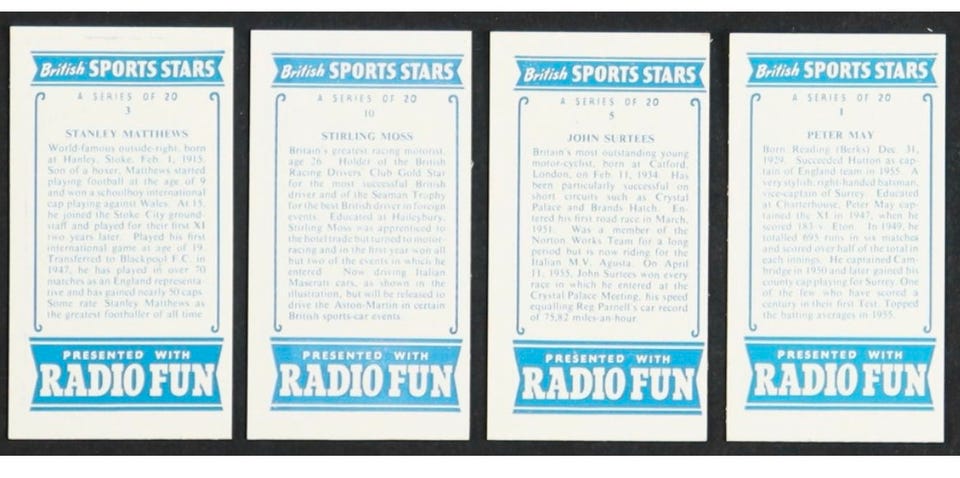 British SPORTS STARS
A SERIES OF 20
3
STANLEY MATTHEWS
World-famous outside-right, born
at Hanley, Stoke, Feb. 1, 1915.
Son of a boxer, Matthews started
playing football at the age of 9
and won a schoolboy international
cap playing against Wales. At 15,
he joined the Stoke City ground-
staff and played for their first XI
two years later. Played his first
international game at age of 19.
Transferred to Blackpool F.C. in
1947, he has played in over 70
matches as an England representa-
tive and has gained nearly 50 caps.
Some rate Stanley Matthews as
the greatest footballer of all time
PRESENTED WITH
RADIO FUN
British SPORTS STARS
A SERIES OF 20
10
STIRLING MOSS
Britain's greatest racing motorist,
age 26. Holder of the British
Racing Drivers Club Gold Star
for the most successful British
driver and of the Seaman Trophy
for the best British driver in foreign
events. Educated at Haileybury,
Stirling Moss was apprenticed to
the hotel trade but turned to motor-
racing and in the first year won all
but two of the events in which he
entered. Now driving Italian
Maserati cars, as shown in the
illustration, but will be released to
drive the Aston-Martin in certain
British sports-car events.
PRESENTED WITH
RADIO FUN
British SPORTS STARS
A SERIES OF 20
5
JOHN SURTEES
Britain's most outstanding young
motor-cyclist, born at Catford,
London, on Feb. 11, 1934. Has
been particularly successful on
short circuits such as Crystal
Palace and Brands Hatch. En-
tered his first road race in March,
1951. Was a member of the
Norton Works Team for a long
period but is now riding for the
Italian M.V. Agusta. On April
11, 1955, John Surtees won every
race in which he entered at the
Crystal Palace Meeting, his speed
equalling Reg Parnell's car record
of 75,82 miles-an-hour.
PRESENTED WITH
RADIO FUN
British SPORTS STARS
A SERIES OF 20
1
PETER MAY
Born Reading (Berks) Dec. 31,
1929. Succeeded Hutton as cap-
tain of England team in 1955. A
very stylish, right-handed batsman,
vice-captain of Surrey. Educated
at Charterhouse, Peter May cap-
tained the XI in 1947, when he
scored 183 v. Eton. In 1949, he
totalled 695 runs in six matches
and scored over half of the total in
each innings. He captained Cam-
bridge in 1950 and later gained his
county cap playing for Surrey. One
of the few who have scored a
century in their first Test. Topped
the batting averages in 1955.
PRESENTED WITH
RADIO FUN